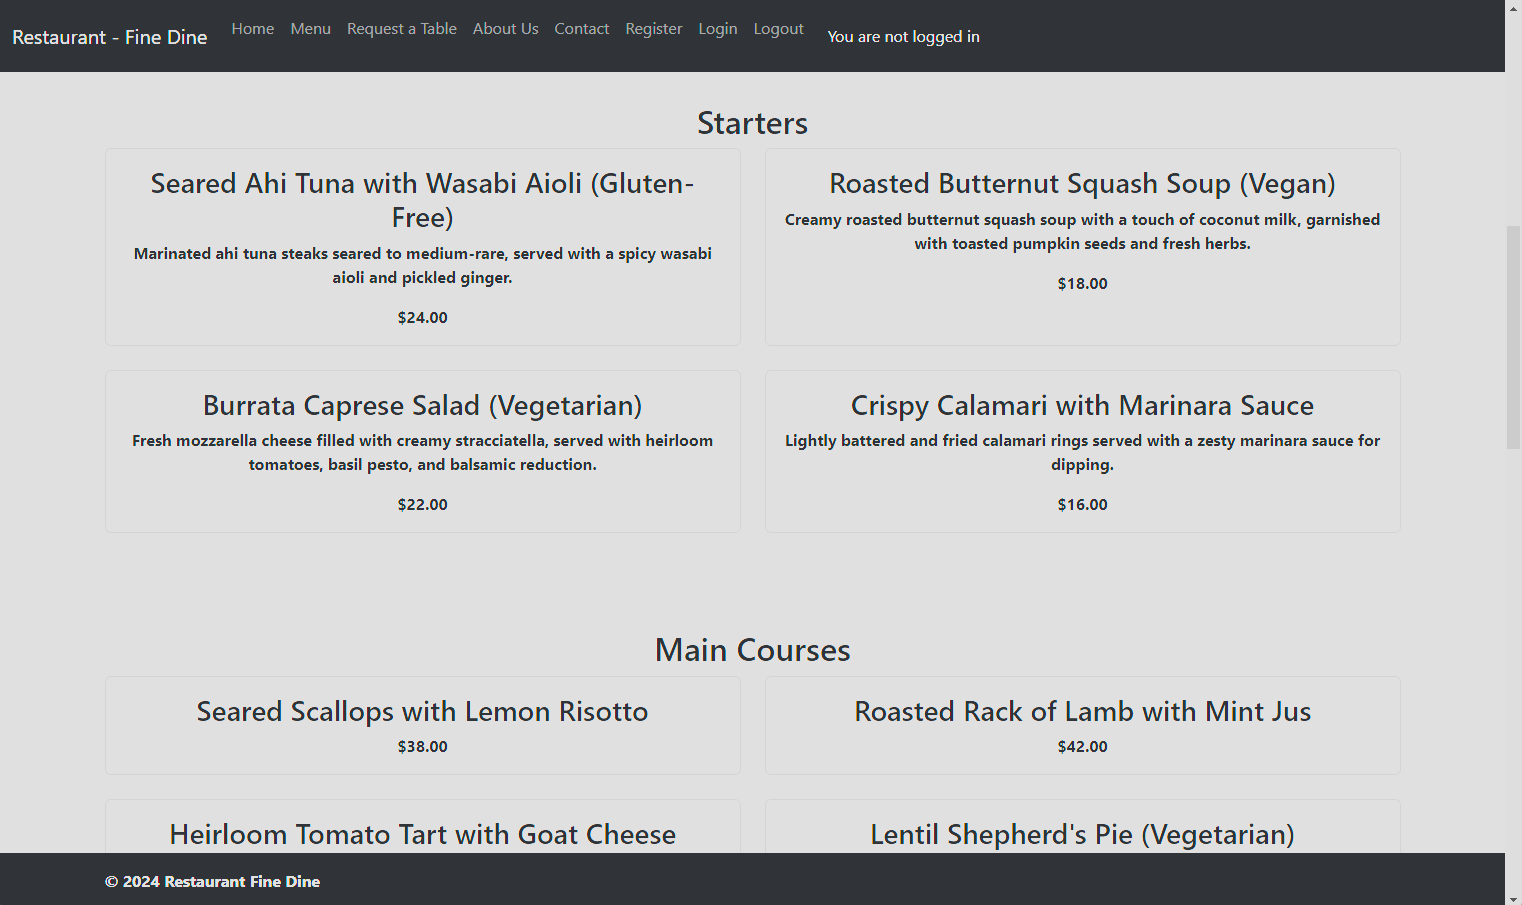 Restaurant - Fine Dine
Home Menu Request a Table About Us Contact Register Login Logout
You are not logged in
Starters
Seared Ahi Tuna with Wasabi Aioli (Gluten-
Free)
Marinated ahi tuna steaks seared to medium-rare, served with a spicy wasabi
aioli and pickled ginger.
$24.00
Roasted Butternut Squash Soup (Vegan)
Creamy roasted butternut squash soup with a touch of coconut milk, garnished
with toasted pumpkin seeds and fresh herbs.
$18.00
Burrata Caprese Salad (Vegetarian)
Fresh mozzarella cheese filled with creamy stracciatella, served with heirloom
tomatoes, basil pesto, and balsamic reduction.
$22.00
Crispy Calamari with Marinara Sauce
Lightly battered and fried calamari rings served with a zesty marinara sauce for
dipping.
$16.00
Main Courses
Seared Scallops with Lemon Risotto
$38.00
Roasted Rack of Lamb with Mint Jus
$42.00
Heirloom Tomato Tart with Goat Cheese
Lentil Shepherd's Pie (Vegetarian)
© 2024 Restaurant Fine Dine